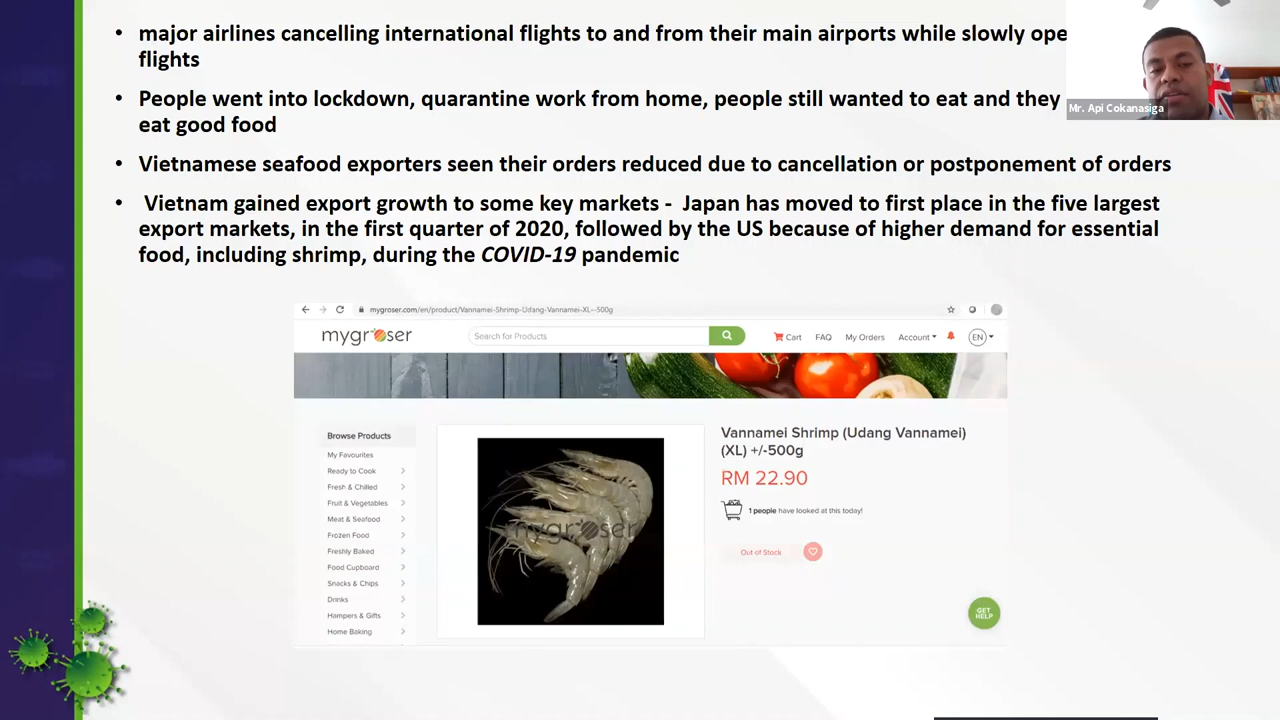 • major airlines cancelling international flights to and from their main airports while slowly ope
flights
• People went into lockdown, quarantine work from home, people still wanted to eat and they
eat good food
• Vietnamese seafood exporters seen their orders reduced due to cancellation or postponement of orders
• Vietnam gained export growth to some key markets - Japan has moved to first place in the five largest
export markets, in the first quarter of 2020, followed by the US because of higher demand for essential
food, including shrimp, during the COVID-19 pandemic
Mr. Api Cokanasiga
mygroser.com/en/product/Vannamei-Shrimp-Udang-Vannamei-XL--500g
mygroser
Search for Products
Cart FAQ My Orders Account EN
Browse Products
My Favourites
Ready to Cook
Fresh & Chilled
Fruit & Vegetables
Meat & Seafood
Frozen Food
Freshly Baked
Food Cupboard
Snacks & Chips
Drinks
Hampers & Gifts
Home Baking
mygroser
Vannamei Shrimp (Udang Vannamei)
(XL) +/-500g
RM 22.90
1 people have looked at this today!
Out of Stock
GET
HELP